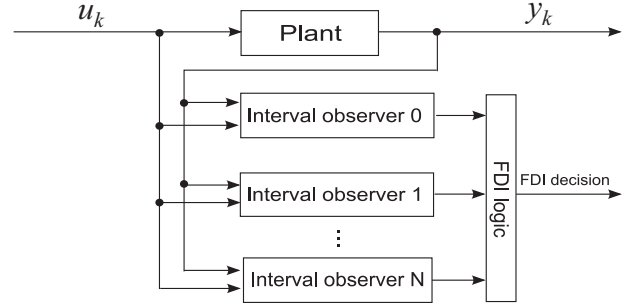 u_k
Plant
y_k
Interval observer 0
Interval observer 1
...
Interval observer N
FDI logic
FDI decision